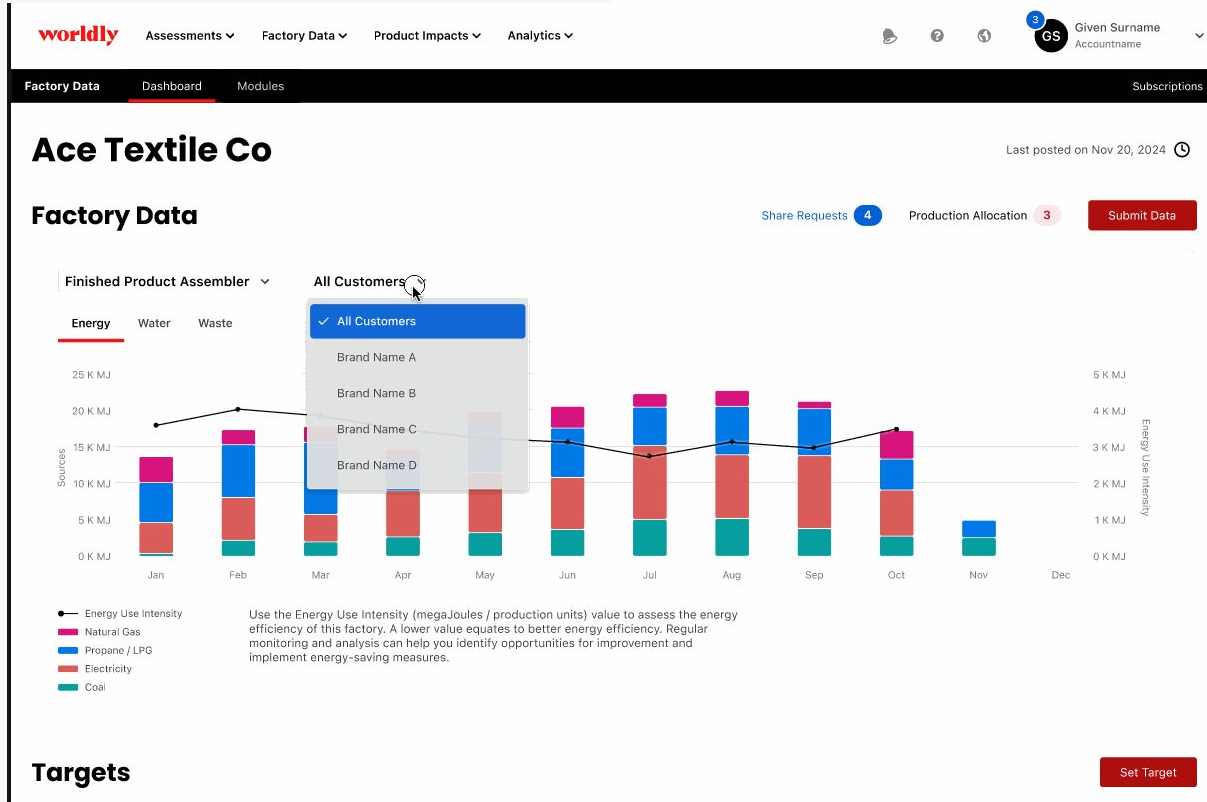 worldly
Assessments
Factory Data
Product Impacts
Analytics
3
GS
Given Surname
Accountname
Factory Data
Dashboard
Modules
Subscriptions
Ace Textile Co
Last posted on Nov 20, 2024
Factory Data
Share Requests 4
Production Allocation 3
Submit Data
Finished Product Assembler
All Customers
Energy
Water
Waste
All Customers
Brand Name A
Brand Name B
Brand Name C
Brand Name D
25 K MJ
20 K MJ
15 K MJ
10 K MJ
5 K MJ
0 K MJ
Sources
5 K MJ
4 K MJ
3 K MJ
2 K MJ
1 K MJ
0 K MJ
Energy Use Intensity
Jan
Feb
Mar
Apr
May
Jun
Jul
Aug
Sep
Oct
Nov
Dec
Energy Use Intensity
Natural Gas
Propane / LPG
Electricity
Coal
Use the Energy Use Intensity (megaJoules / production units) value to assess the energy
efficiency of this factory. A lower value equates to better energy efficiency. Regular
monitoring and analysis can help you identify opportunities for improvement and
implement energy-saving measures.
Targets
Set Target